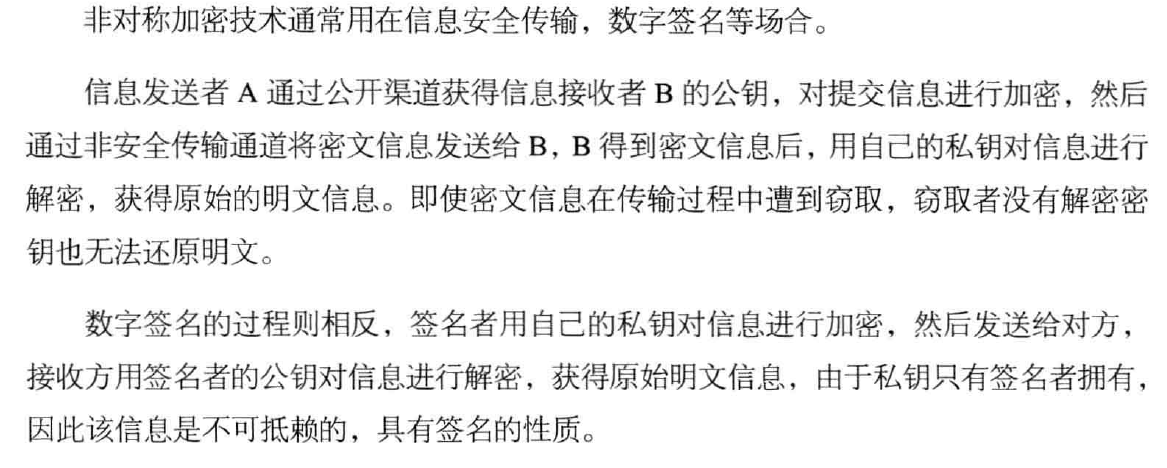 非对称加密技术通常用在信息安全传输，数字签名等场合。
信息发送者 A 通过公开渠道获得信息接收者 B 的公钥，对提交信息进行加密，然后
通过非安全传输通道将密文信息发送给 B，B 得到密文信息后，用自己的私钥对信息进行
解密，获得原始的明文信息。即使密文信息在传输过程中遭到窃取，窃取者没有解密密
钥也无法还原明文。
数字签名的过程则相反，签名者用自己的私钥对信息进行加密，然后发送给对方，
接收方用签名者的公钥对信息进行解密，获得原始明文信息，由于私钥只有签名者拥有，
因此该信息是不可抵赖的，具有签名的性质。